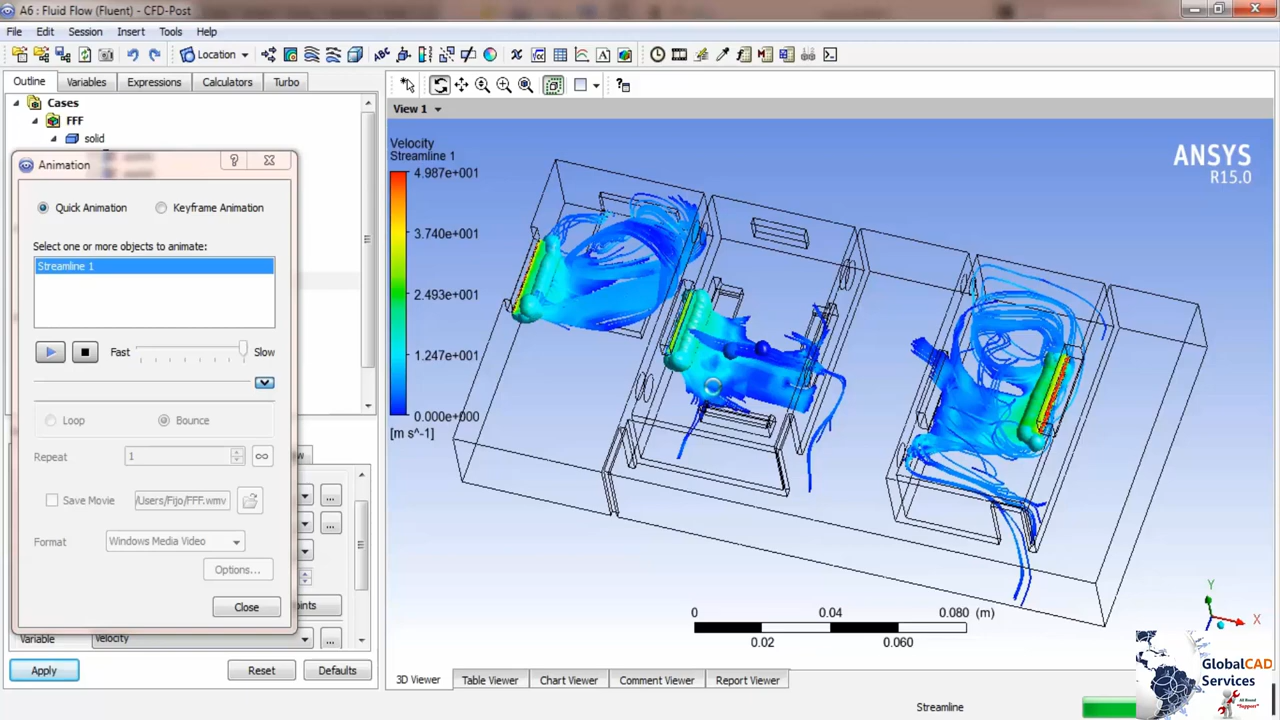 A6 : Fluid Flow (Fluent) - CFD-Post
File Edit Session Insert Tools Help
Location
Outline Variables Expressions Calculators Turbo
Cases
FFF
solid
Animation
Quick Animation Keyframe Animation
Select one or more objects to animate:
Streamline 1
Fast Slow
Loop Bounce
Repeat 1
Save Movie /Users/Fijo/FFF.wmv
Format Windows Media Video
Options...
Close
Variable Velocity
Apply Reset Defaults
View 1
Velocity
Streamline 1
4.987e+001
3.740e+001
2.493e+001
1.247e+001
0.000e+000
[m s^-1]
ANSYS
R15.0
0 0.04 0.080 (m)
0.02 0.060
Y
X
3D Viewer Table Viewer Chart Viewer Comment Viewer Report Viewer
Streamline
GlobalCAD
Services
All Brand
"Support"